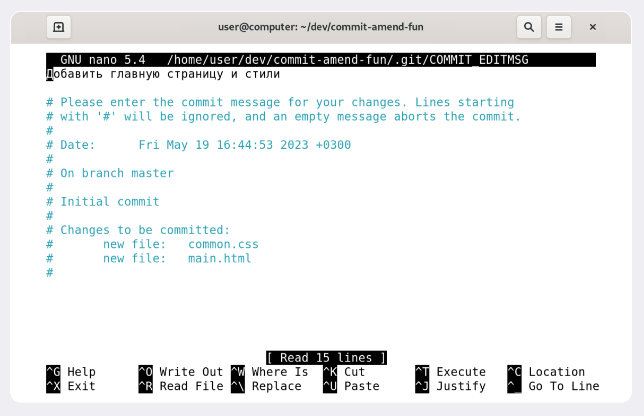 user@computer: ~/dev/commit-amend-fun
GNU nano 5.4   /home/user/dev/commit-amend-fun/.git/COMMIT_EDITMSG
Добавить главную страницу и стили
# Please enter the commit message for your changes. Lines starting
# with '#' will be ignored, and an empty message aborts the commit.
#
# Date:      Fri May 19 16:44:53 2023 +0300
#
# On branch master
#
# Initial commit
#
# Changes to be committed:
#       new file:   common.css
#       new file:   main.html
#
[ Read 15 lines ]
^G Help      ^O Write Out ^W Where Is  ^K Cut       ^T Execute   ^C Location
^X Exit      ^R Read File ^\ Replace   ^U Paste     ^J Justify   ^_ Go To Line